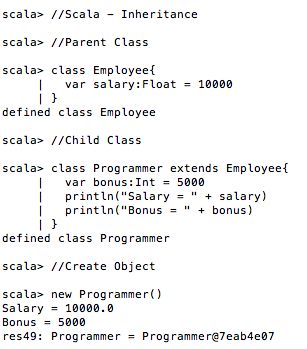 scala> //Scala - Inheritance
scala> //Parent Class
scala> class Employee{
     |   var salary:Float = 10000
     | }
defined class Employee
scala> //Child Class
scala> class Programmer extends Employee{
     |   var bonus:Int = 5000
     |   println("Salary = " + salary)
     |   println("Bonus = " + bonus)
     | }
defined class Programmer
scala> //Create Object
scala> new Programmer()
Salary = 10000.0
Bonus = 5000
res49: Programmer = Programmer@7eab4e07